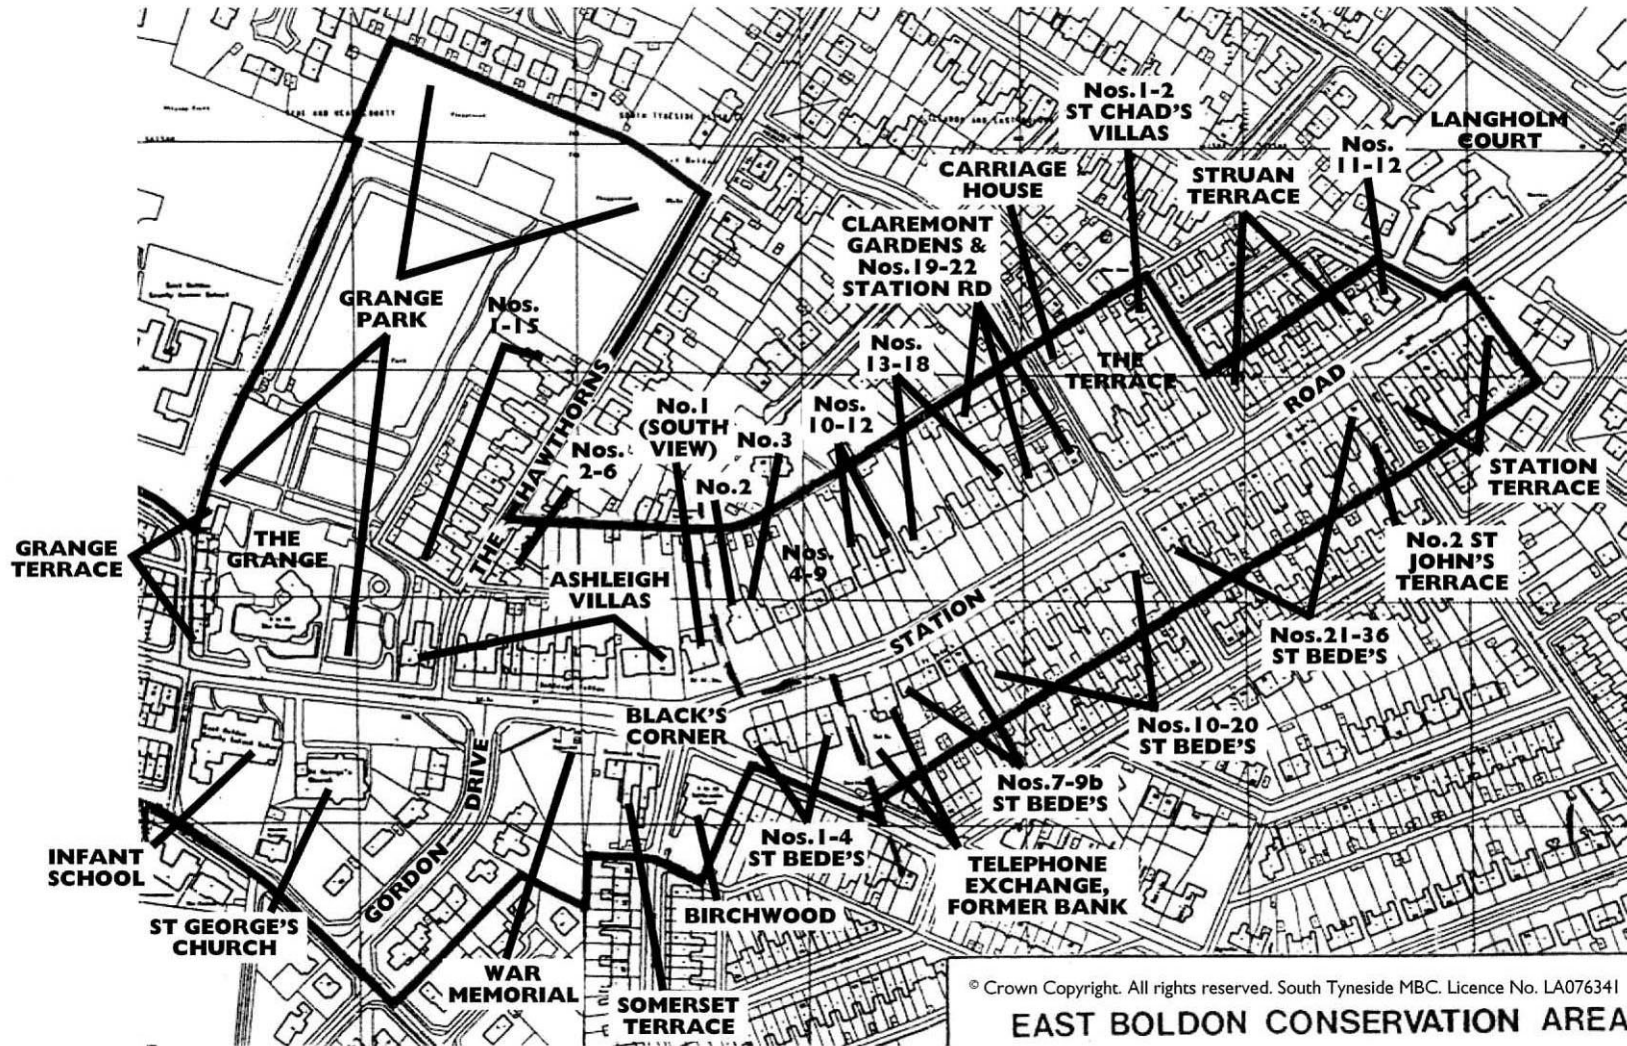 Nos.1-2
ST CHAD'S
VILLAS
LANGHOLM
COURT
Nos.
11-12
CARRIAGE
HOUSE
STRUAN
TERRACE
CLAREMONT
GARDENS &
Nos.19-22
STATION RD
GRANGE
PARK
Nos.
1-15
Nos.
13-18
THE
TERRACE
ROAD
THE HAWTHORNS
No.1
(SOUTH
VIEW)
No.3
Nos.
10-12
Nos.
2-6
No.2
STATION
TERRACE
GRANGE
TERRACE
THE
GRANGE
Nos.
4-9
No.2 ST
JOHN'S
TERRACE
ASHLEIGH
VILLAS
STATION
Nos.21-36
ST BEDE'S
BLACK'S
CORNER
Nos.10-20
ST BEDE'S
DRIVE
Nos.7-9b
ST BEDE'S
Nos.1-4
ST BEDE'S
INFANT
SCHOOL
GORDON
TELEPHONE
EXCHANGE,
FORMER BANK
BIRCHWOOD
ST GEORGE'S
CHURCH
WAR
MEMORIAL
SOMERSET
TERRACE
© Crown Copyright. All rights reserved. South Tyneside MBC. Licence No. LA076341
EAST BOLDON CONSERVATION AREA